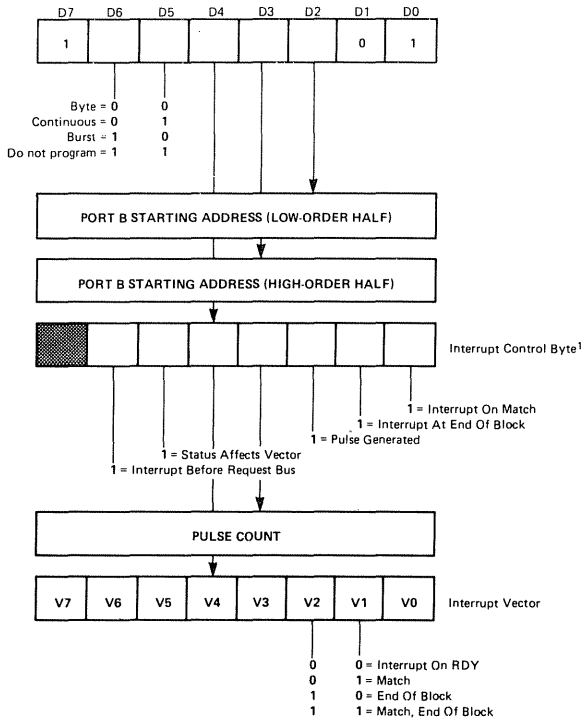 D7 D6 D5 D4 D3 D2 D1 D0
1 0 1
Byte = 0 0
Continuous = 0 1
Burst = 1 0
Do not program = 1 1
PORT B STARTING ADDRESS (LOW-ORDER HALF)
PORT B STARTING ADDRESS (HIGH-ORDER HALF)
Interrupt Control Byte¹
1 = Interrupt On Match
1 = Interrupt At End Of Block
1 = Pulse Generated
1 = Status Affects Vector
1 = Interrupt Before Request Bus
PULSE COUNT
V7 V6 V5 V4 V3 V2 V1 V0 Interrupt Vector
0 0 = Interrupt On RDY
0 1 = Match
1 0 = End Of Block
1 1 = Match, End Of Block